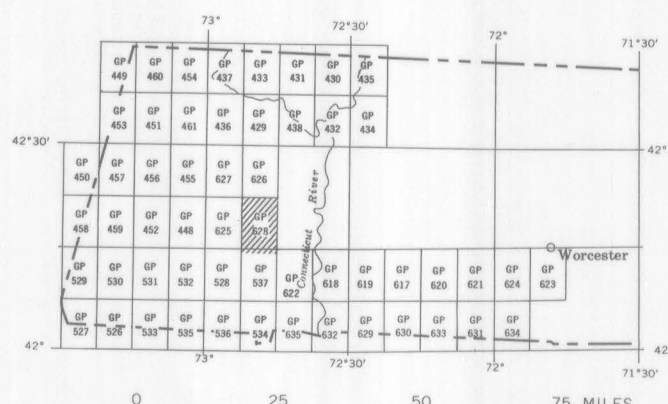 73°
72°30'
72°
71°30'
GP 449 GP 460 GP 454 GP 437 GP 433 GP 431 GP 430 GP 435
GP 453 GP 451 GP 461 GP 436 GP 429 GP 438 GP 432 GP 434
42°30'
42°
GP 450 GP 457 GP 456 GP 455 GP 627 GP 626
GP 458 GP 459 GP 452 GP 448 GP 625 GP 628
Connecticut River
Worcester
GP 529 GP 530 GP 531 GP 532 GP 528 GP 537 GP 622 GP 618 GP 619 GP 617 GP 620 GP 621 GP 624 GP 623
GP 527 GP 526 GP 533 GP 535 GP 536 GP 534 GP 635 GP 632 GP 629 GP 630 GP 633 GP 631 GP 634
42°
42
73°
72°30'
72°
71°30'
0 25 50 75 MILES